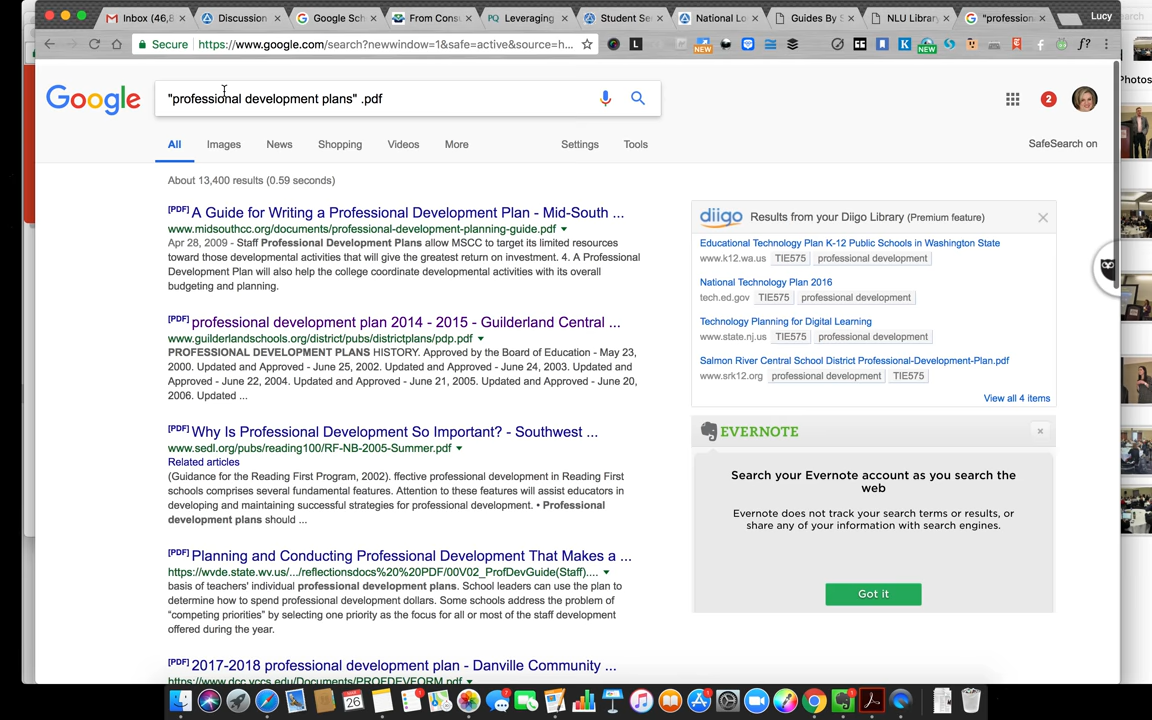 Inbox (46,8
Discussion
Google Sch
From Cons
PQ Leveraging
Student Se
National Lo
Guides By S
NLU Library
"profession
Lucy
Secure https://www.google.com/search?newwindow=1&safe=active&source=h...
NEW
NEW
f?
Google
"professional development plans" .pdf
2
All Images News Shopping Videos More Settings Tools
SafeSearch on
About 13,400 results (0.59 seconds)
[PDF] A Guide for Writing a Professional Development Plan - Mid-South ...
www.midsouthcc.org/documents/professional-development-planning-guide.pdf
Apr 28, 2009 - Staff Professional Development Plans allow MSCC to target its limited resources
toward those developmental activities that will give the greatest return on investment. 4. A Professional
Development Plan will also help the college coordinate developmental activities with its overall
budgeting and planning.
[PDF] professional development plan 2014 - 2015 - Guilderland Central ...
www.guilderlandschools.org/district/pubs/districtplans/pdp.pdf
PROFESSIONAL DEVELOPMENT PLANS HISTORY. Approved by the Board of Education - May 23,
2000. Updated and Approved - June 25, 2002. Updated and Approved - June 24, 2003. Updated and
Approved - June 22, 2004. Updated and Approved - June 21, 2005. Updated and Approved - June 20,
2006. Updated ...
[PDF] Why Is Professional Development So Important? - Southwest ...
www.sedl.org/pubs/reading100/RF-NB-2005-Summer.pdf
Related articles
(Guidance for the Reading First Program, 2002). ffective professional development in Reading First
schools comprises several fundamental features. Attention to these features will assist educators in
developing and maintaining successful strategies for professional development. • Professional
development plans should ...
[PDF] Planning and Conducting Professional Development That Makes a ...
https://wvde.state.wv.us/.../reflectionsdocs%20%20PDF/00V02_ProfDevGuide(Staff)....
basis of teachers' individual professional development plans. School leaders can use the plan to
determine how to spend professional development dollars. Some schools address the problem of
"competing priorities" by selecting one priority as the focus for all or most of the staff development
offered during the year.
[PDF] 2017-2018 professional development plan - Danville Community ...
https://www.dcc.vccs.edu/Documents/PROFDEVFORM.pdf
diigo Results from your Diigo Library (Premium feature)
Educational Technology Plan K-12 Public Schools in Washington State
www.k12.wa.us TIE575 professional development
National Technology Plan 2016
tech.ed.gov TIE575 professional development
Technology Planning for Digital Learning
www.state.nj.us TIE575 professional development
Salmon River Central School District Professional-Development-Plan.pdf
www.srk12.org professional development TIE575
View all 4 items
EVERNOTE
Search your Evernote account as you search the
web
Evernote does not track your search terms or results, or
share any of your information with search engines.
Got it
Photos
26